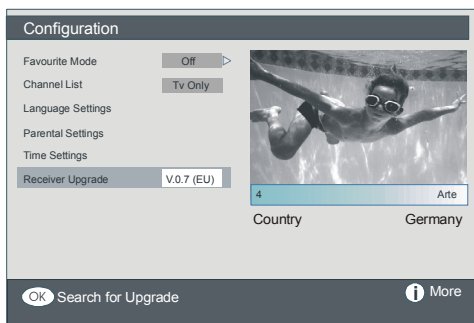 Configuration
Favourite Mode Off
Channel List Tv Only
Language Settings
Parental Settings
Time Settings
Receiver Upgrade V.0.7 (EU)
4 Arte
Country Germany
OK Search for Upgrade
i More